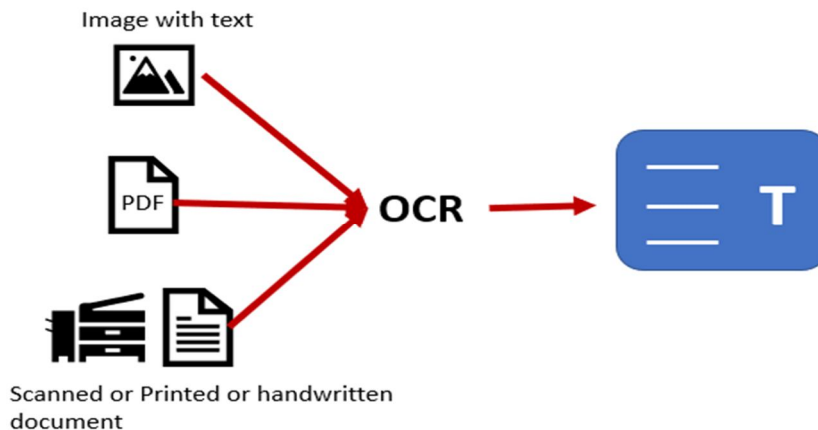 Image with text
PDF
OCR
T
Scanned or Printed or handwritten
document